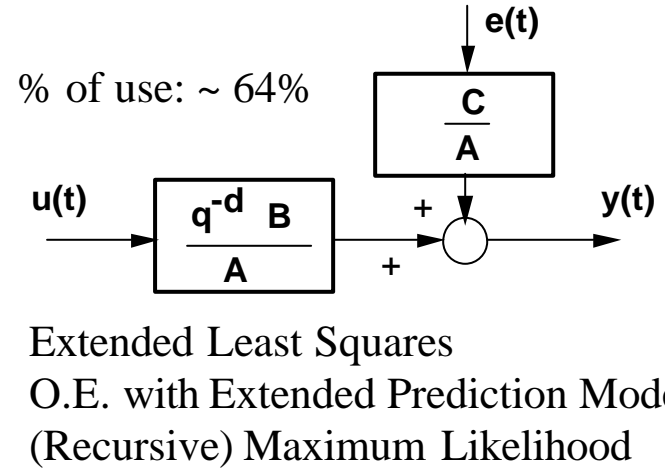 e(t)
% of use: ~ 64%
C
A
u(t)
q-d B
A
+
+
y(t)
Extended Least Squares
O.E. with Extended Prediction Mode
(Recursive) Maximum Likelihood